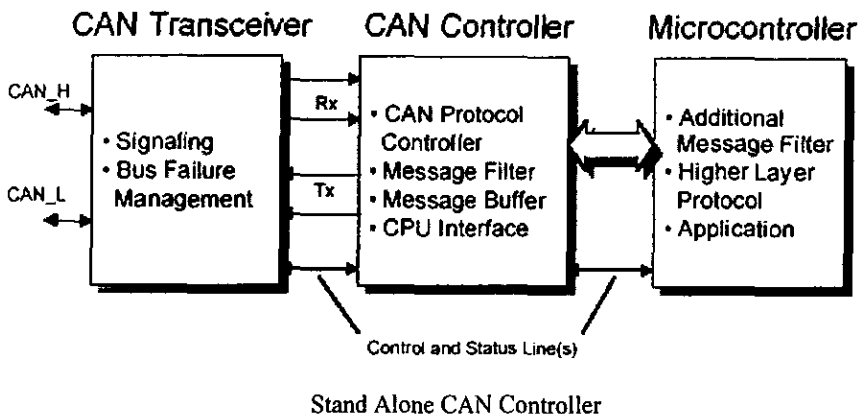 CAN Transceiver
CAN Controller
Microcontroller
CAN_H
CAN_L
• Signaling
• Bus Failure
Management
Rx
Tx
• CAN Protocol
Controller
• Message Filter
• Message Buffer
• CPU Interface
• Additional
Message Filter
• Higher Layer
Protocol
• Application
Control and Status Line(s)
Stand Alone CAN Controller